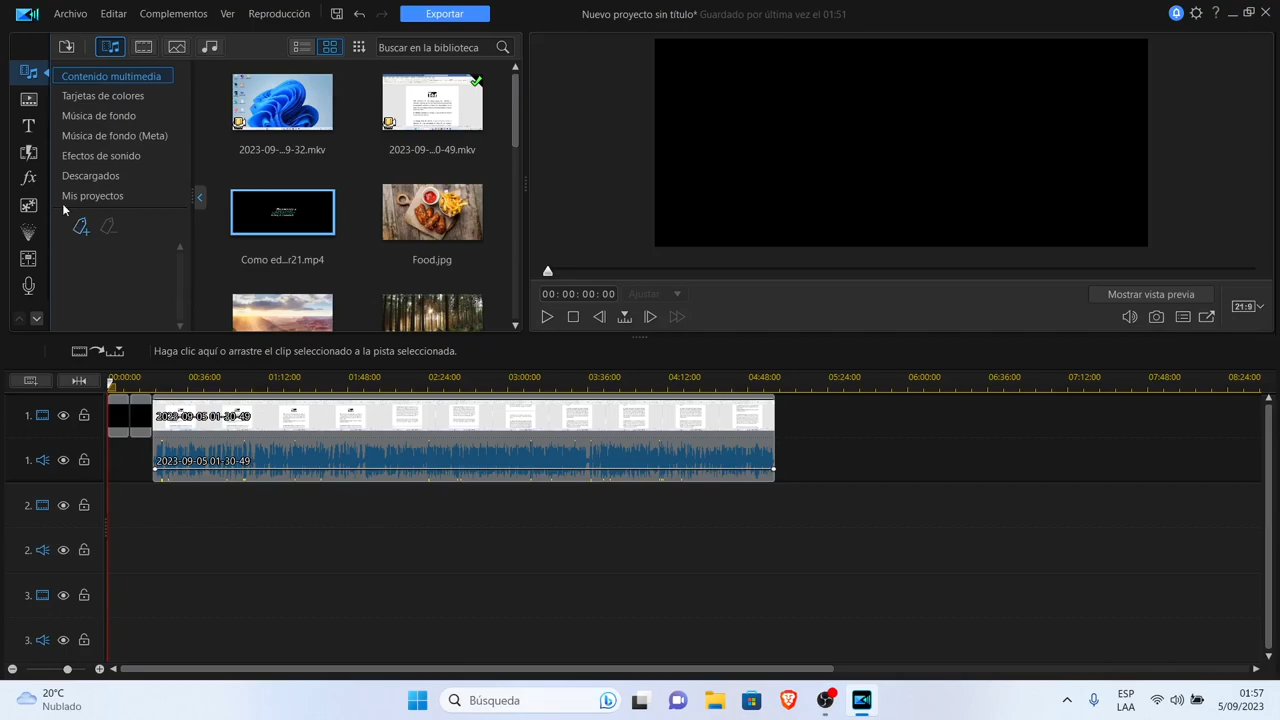 Archivo Editar Complementos Ver Reproducción Exportar Nuevo proyecto sin título* Guardado por última vez el 01:51 ?
Buscar en la biblioteca
Contenido multimedia
Tarjetas de colores
Tarjetas de fondo
Música de fondo (Meta)
Efectos de sonido
Descargados
Mis proyectos
2023-09-...9-32.mkv 2023-09-...0-49.mkv
Como ed...r21.mp4 Food.jpg
T
fx
00:00:00:00 Ajustar Mostrar vista previa
21:9
Haga clic aquí o arrastre el clip seleccionado a la pista seleccionada.
00:00:00 00:36:00 01:12:00 01:48:00 02:24:00 03:00:00 03:36:00 04:12:00 04:48:00 05:24:00 06:00:00 06:36:00 07:12:00 07:48:00 08:24:00
1. 2023-09-05 01-30-49
1. 2023-09-05 01-30-49
2.
2.
3.
3.
20°C
Nublado
Búsqueda
ESP
LAA
01:57
5/09/2023